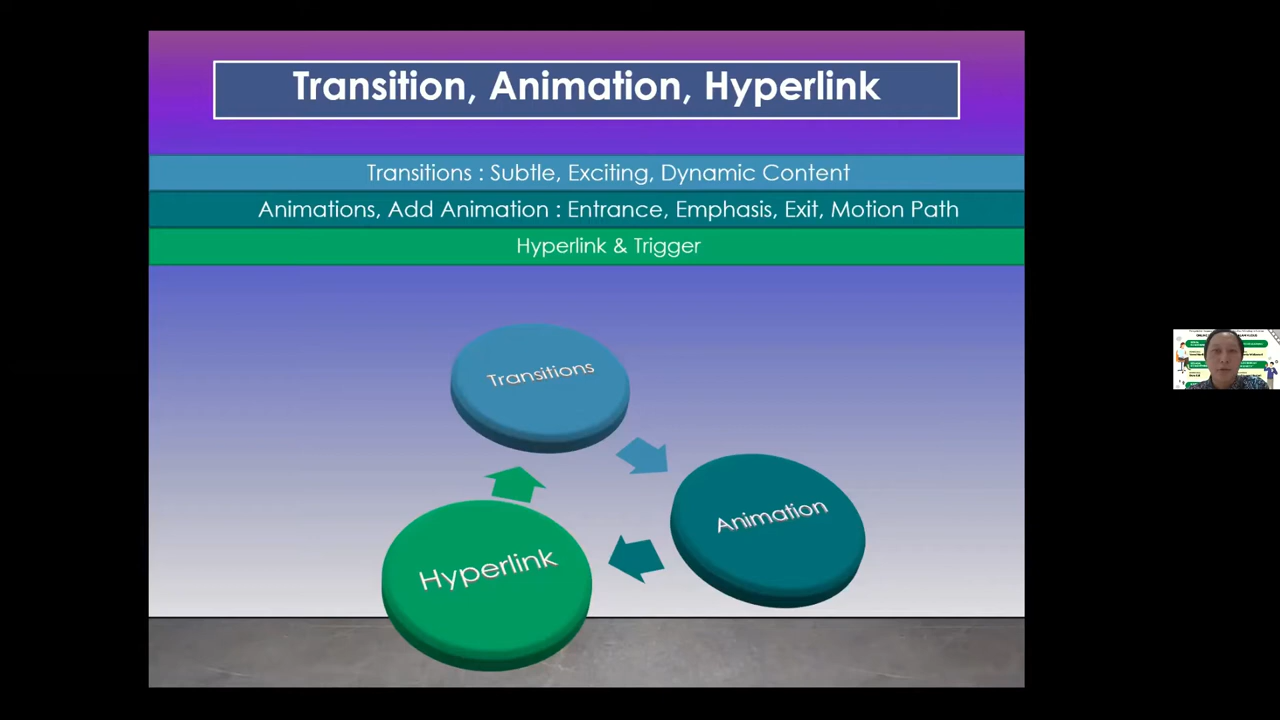 Transition, Animation, Hyperlink
Transitions : Subtle, Exciting, Dynamic Content
Animations, Add Animation : Entrance, Emphasis, Exit, Motion Path
Hyperlink & Trigger
Transitions
Animation
Hyperlink